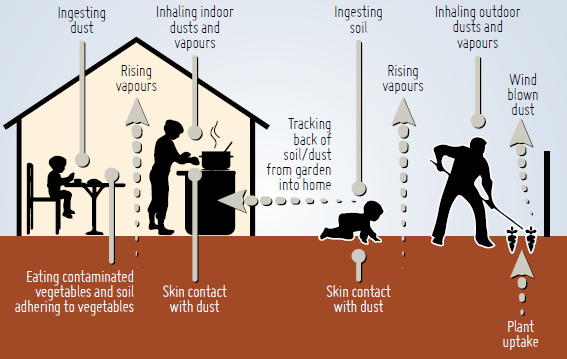 Ingesting
dust
Inhaling indoor
dusts and
vapours
Ingesting
soil
Inhaling outdoor
dusts and
vapours
Rising
vapours
Rising
vapours
Wind
blown
dust
Tracking
back of
soil/dust
from garden
into home
Eating contaminated
vegetables and soil
adhering to vegetables
Skin contact
with dust
Skin contact
with dust
Plant
uptake